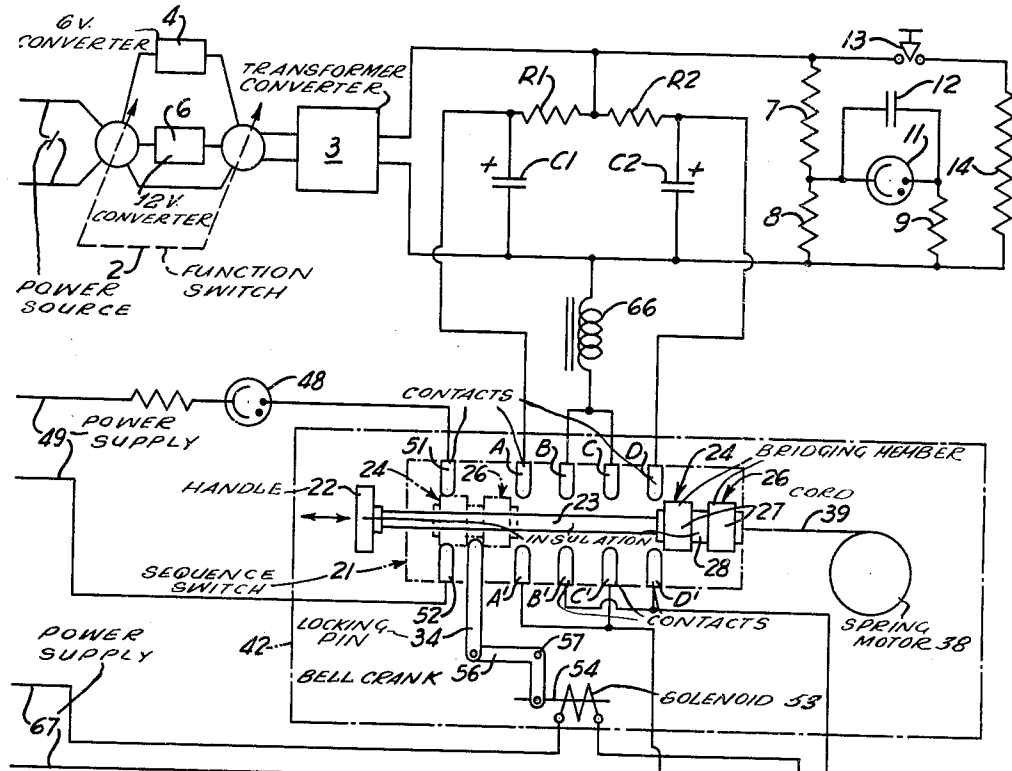 6V.
CONVERTER
4
TRANSFORMER
CONVERTER
13
R1
R2
12
7
6
3
11
C1
C2
14
+
+
12V.
CONVERTER
8
9
2
FUNCTION
SWITCH
POWER
SOURCE
66
48
CONTACTS
49
POWER
SUPPLY
51
A
B
C
D
24
BRIDGING MEMBER
24
26
26
HANDLE 22
23
CORD
27
39
INSULATION
28
SEQUENCE
SWITCH
21
52
A'
B'
C'
D'
CONTACTS
LOCKING
PIN
34
SPRING
MOTOR 38
POWER
SUPPLY
42
57
BELL CRANK
56
54
SOLENOID 53
67